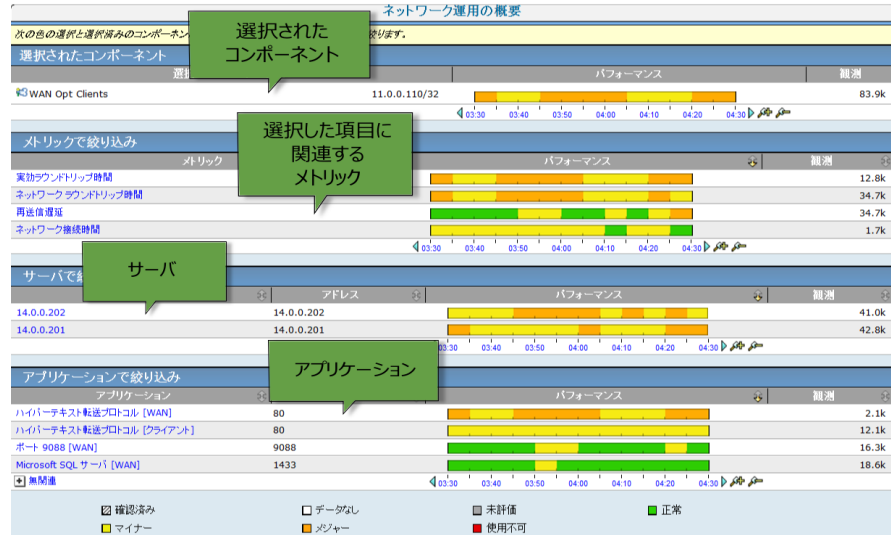 ネットワーク運用の概要
次の色の選択と選択済みのコンポーネン
絞ります。
選択された
コンポーネント
選択されたコンポーネント
パフォーマンス 観測
WAN Opt Clients 11.0.0.110/32 83.9k
03:30 03:40 03:50 04:00 04:10 04:20 04:30
選択した項目に
関連する
メトリック
メトリックで絞り込み
メトリック パフォーマンス 観測
実効ラウンドトリップ時間 12.8k
ネットワーク ラウンドトリップ時間 34.7k
再送信遅延 34.7k
ネットワーク接続時間 1.7k
03:30 03:40 03:50 04:00 04:10 04:20 04:30
サーバ
サーバで
アドレス パフォーマンス 観測
14.0.0.202 14.0.0.202 41.0k
14.0.0.201 14.0.0.201 42.8k
03:30 03:40 03:50 04:00 04:10 04:20 04:30
アプリケーション
アプリケーションで絞り込み
アプリケーション パフォーマンス 観測
ハイパーテキスト転送プロトコル [WAN] 80 2.1k
ハイパーテキスト転送プロトコル [クライアント] 80 12.1k
ポート 9088 [WAN] 9088 16.3k
Microsoft SQL サーバ [WAN] 1433 18.6k
無関連
03:30 03:40 03:50 04:00 04:10 04:20 04:30
確認済み データなし 未評価 正常
マイナー メジャー 使用不可